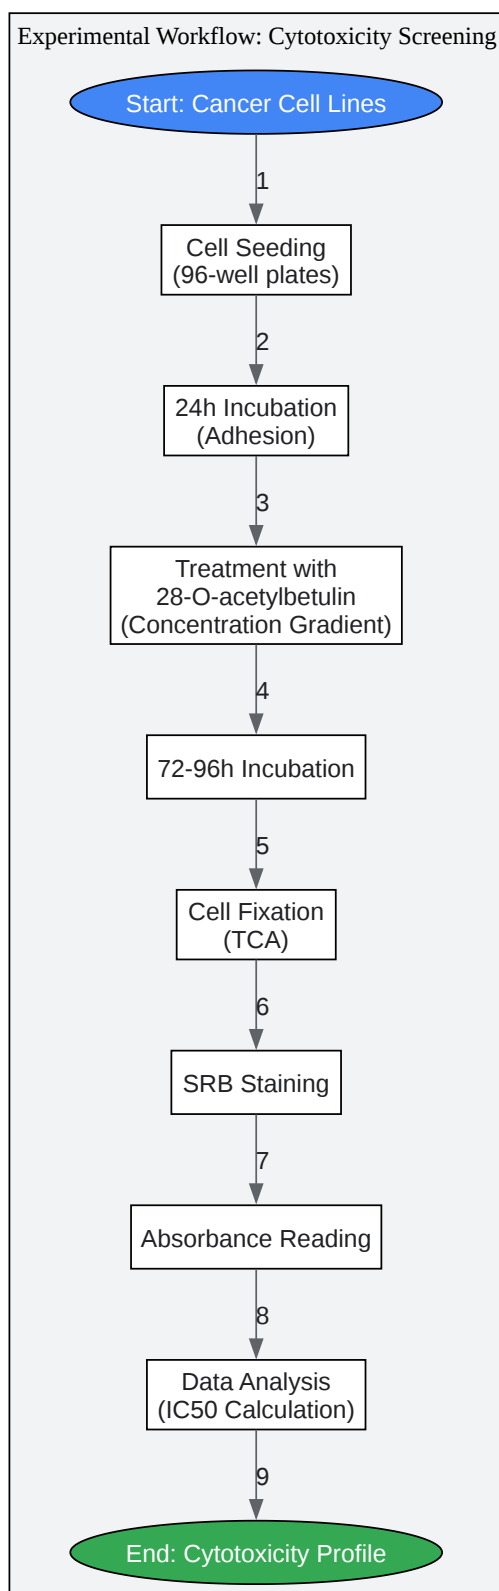 Experimental Workflow: Cytotoxicity Screening
Start: Cancer Cell Lines
1
Cell Seeding
(96-well plates)
2
24h Incubation
(Adhesion)
3
Treatment with
28-O-acetylbetulin
(Concentration Gradient)
4
72-96h Incubation
5
Cell Fixation
(TCA)
6
SRB Staining
7
Absorbance Reading
8
Data Analysis
(IC50 Calculation)
9
End: Cytotoxicity Profile